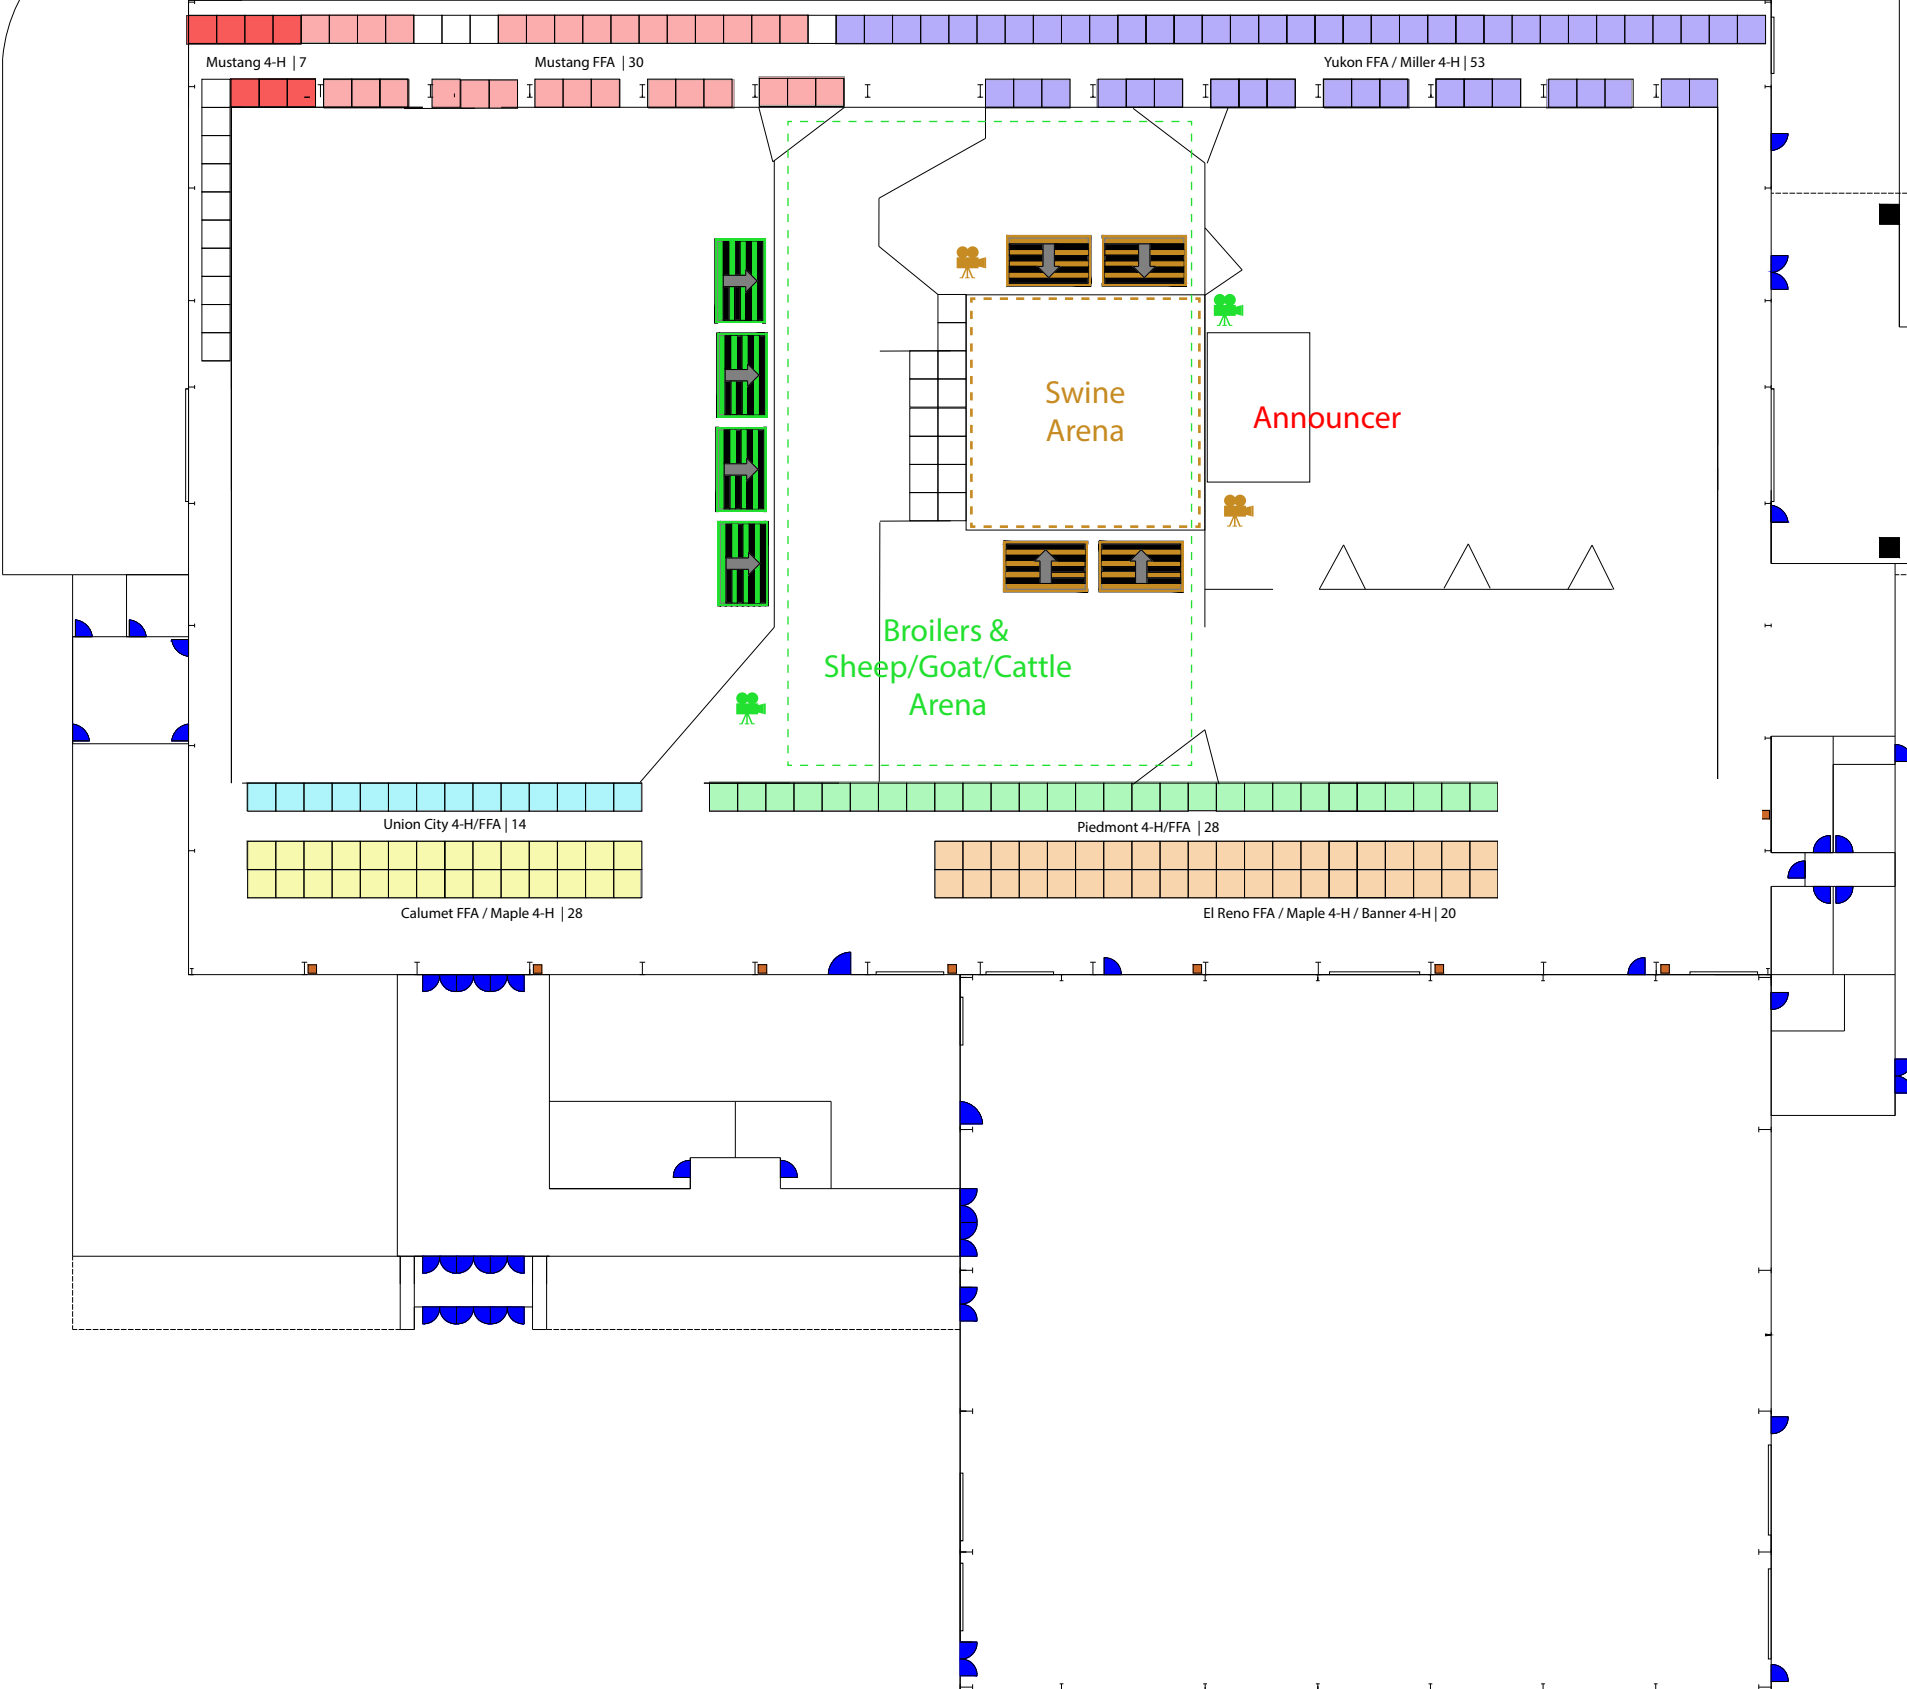 Mustang 4-H | 7
Mustang FFA | 30
Yukon FFA / Miller 4-H | 53
Swine
Arena
Announcer
Broilers &
Sheep/Goat/Cattle
Arena
Union City 4-H/FFA | 14
Piedmont 4-H/FFA | 28
Calumet FFA / Maple 4-H | 28
El Reno FFA / Maple 4-H / Banner 4-H | 20